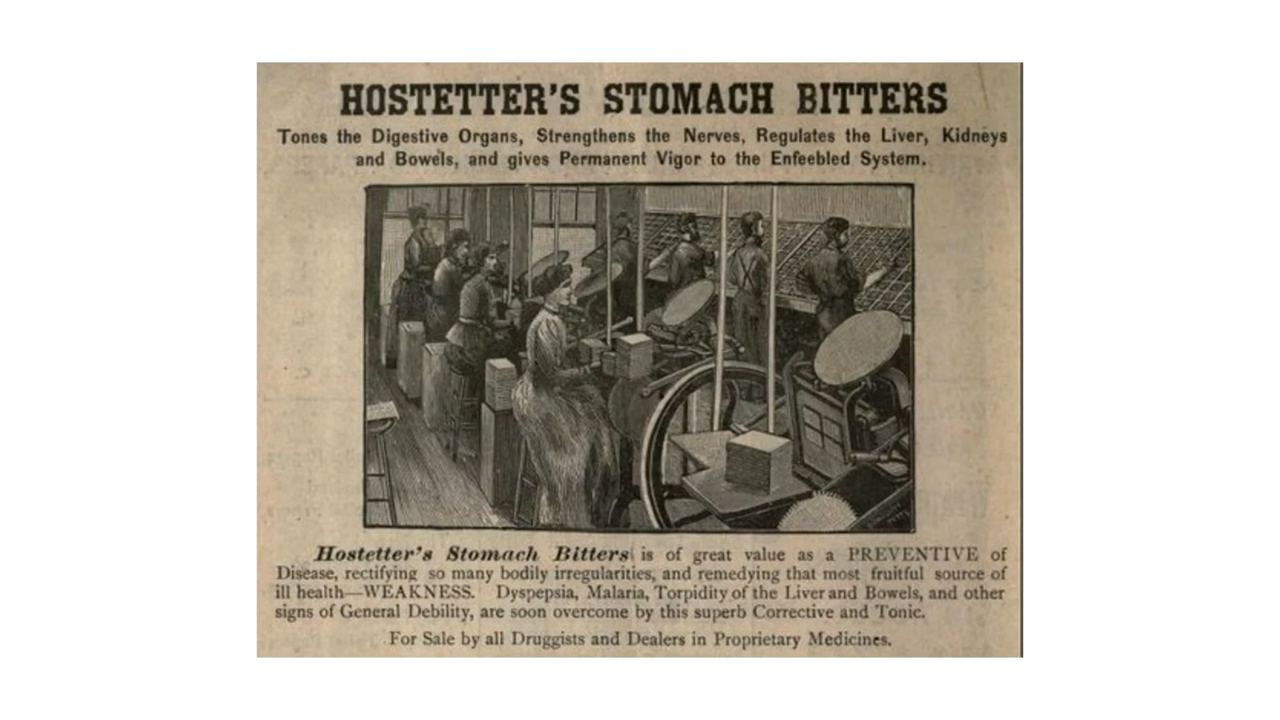 HOSTETTER'S STOMACH BITTERS
Tones the Digestive Organs, Strengthens the Nerves, Regulates the Liver, Kidneys
and Bowels, and gives Permanent Vigor to the Enfeebled System.
Hostetter's Stomach Bitters is of great value as a PREVENTIVE of
Disease, rectifying so many bodily irregularities, and remedying that most fruitful source of
ill health—WEAKNESS. Dyspepsia, Malaria, Torpidity of the Liver and Bowels, and other
signs of General Debility, are soon overcome by this superb Corrective and Tonic.
For Sale by all Druggists and Dealers in Proprietary Medicines.